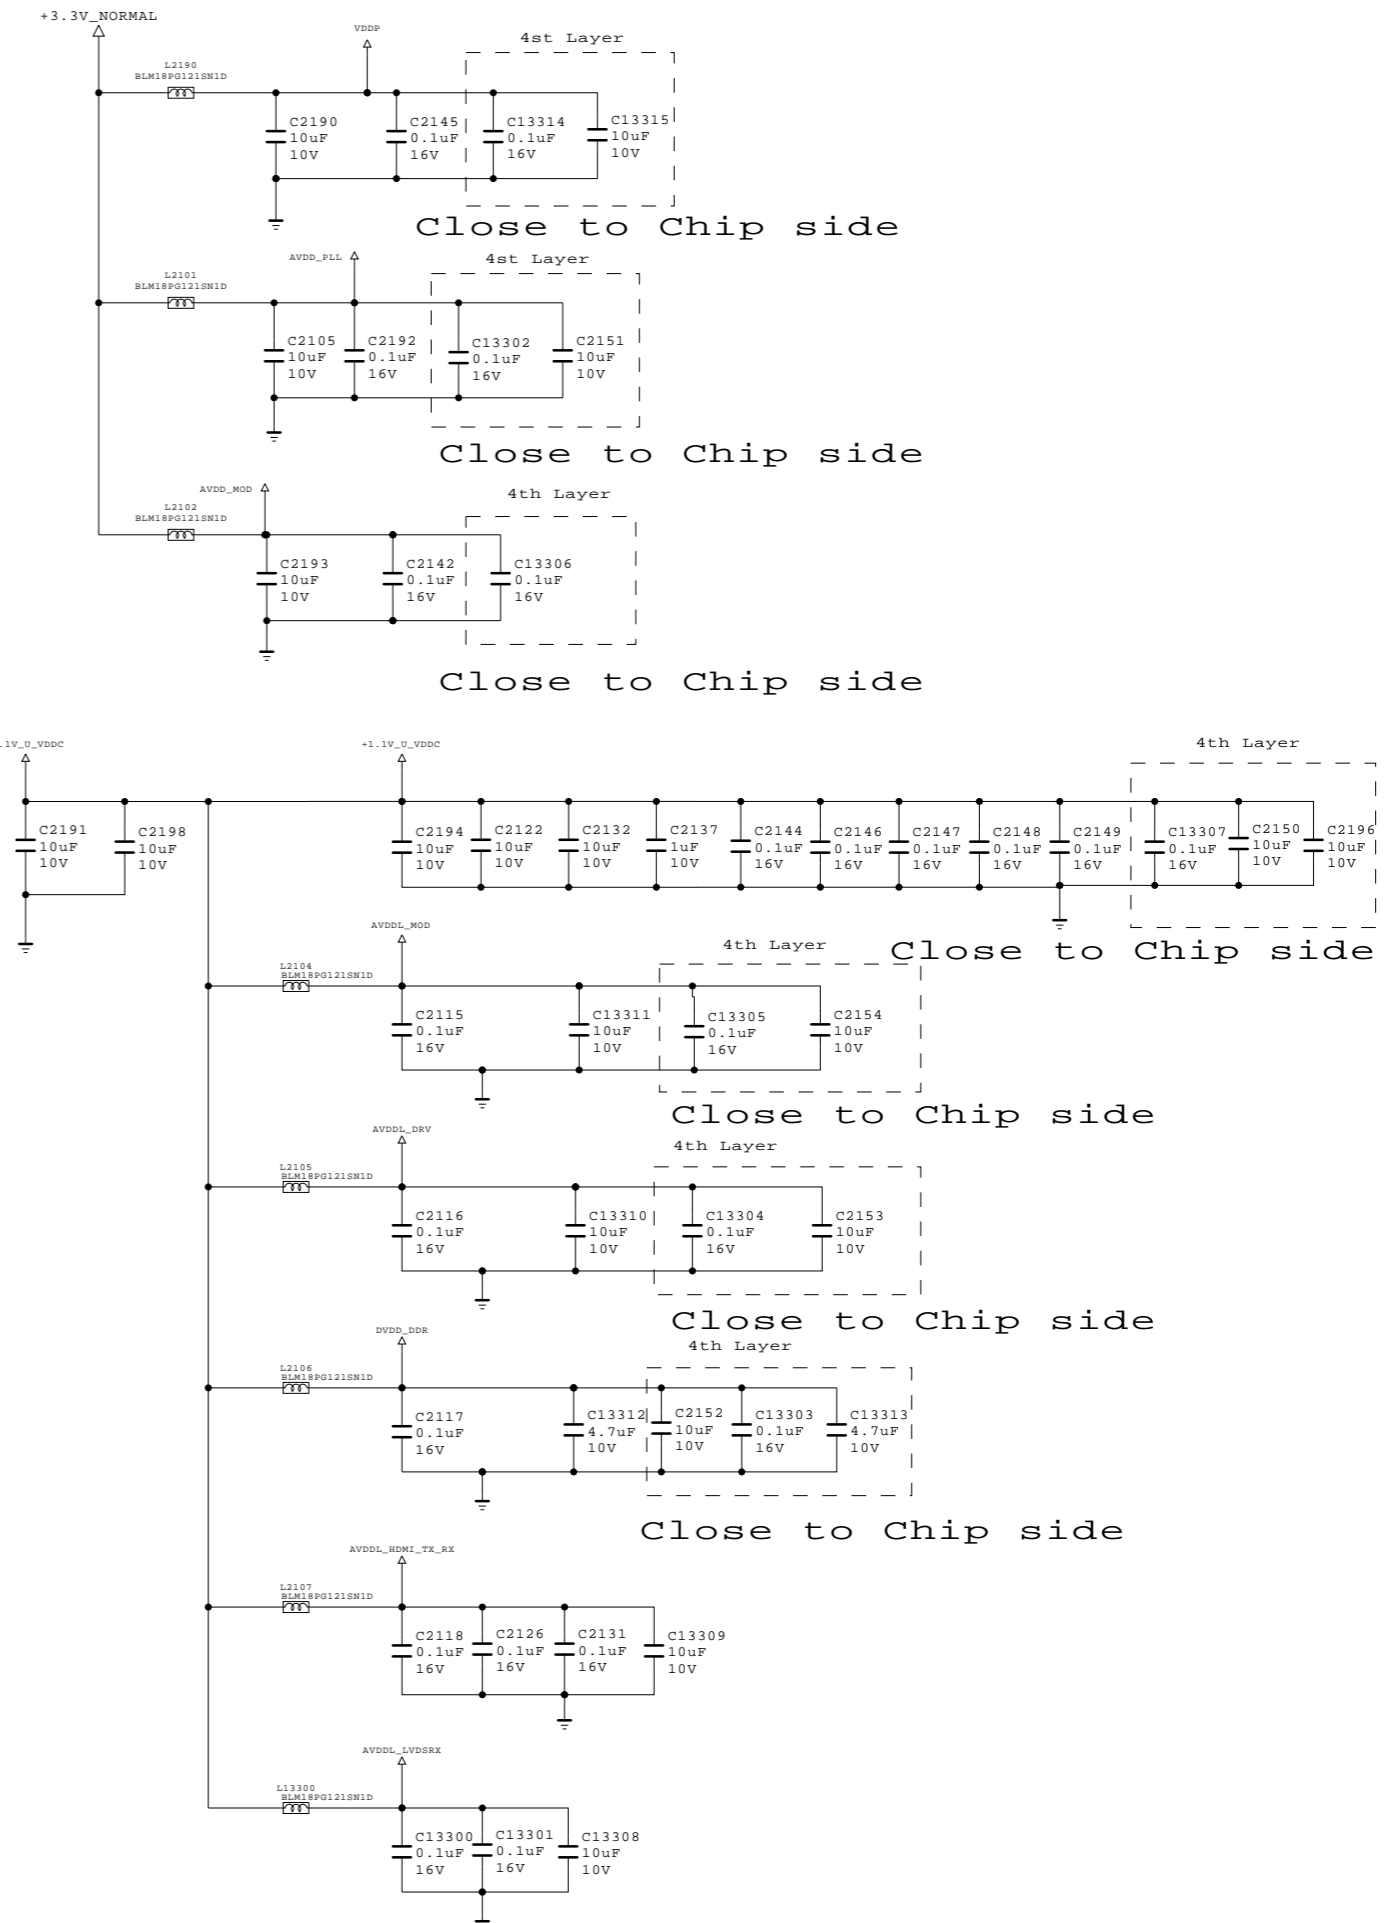 +3.3V_NORMAL
VDDP
4st Layer
L2190
BLM18PG121SN1D
C2190
10uF
10V
C2145
0.1uF
16V
C13314
0.1uF
16V
C13315
10uF
10V
Close to Chip side
AVDD_PLL
4st Layer
L2101
BLM18PG121SN1D
C2105
10uF
10V
C2192
0.1uF
16V
C13302
0.1uF
16V
C2151
10uF
10V
Close to Chip side
AVDD_MOD
4th Layer
L2102
BLM18PG121SN1D
C2193
10uF
10V
C2142
0.1uF
16V
C13306
0.1uF
16V
Close to Chip side
.1V_U_VDDC
+1.1V_U_VDDC
4th Layer
C2191
10uF
10V
C2198
10uF
10V
C2194
10uF
10V
C2122
10uF
10V
C2132
10uF
10V
C2137
1uF
10V
C2144
0.1uF
16V
C2146
0.1uF
16V
C2147
0.1uF
16V
C2148
0.1uF
16V
C2149
0.1uF
16V
C13307
0.1uF
16V
C2150
10uF
10V
C2196
10uF
10V
Close to Chip side
AVDDL_MOD
4th Layer
L2104
BLM18PG121SN1D
C2115
0.1uF
16V
C13311
10uF
10V
C13305
0.1uF
16V
C2154
10uF
10V
Close to Chip side
AVDDL_DRV
4th Layer
L2105
BLM18PG121SN1D
C2116
0.1uF
16V
C13310
10uF
10V
C13304
0.1uF
16V
C2153
10uF
10V
Close to Chip side
DVDD_DDR
4th Layer
L2106
BLM18PG121SN1D
C2117
0.1uF
16V
C13312
4.7uF
10V
C2152
10uF
10V
C13303
0.1uF
16V
C13313
4.7uF
10V
Close to Chip side
AVDDL_HDMI_TX_RX
L2107
BLM18PG121SN1D
C2118
0.1uF
16V
C2126
0.1uF
16V
C2131
0.1uF
16V
C13309
10uF
10V
AVDDL_LVDSRX
L13300
BLM18PG121SN1D
C13300
0.1uF
16V
C13301
0.1uF
16V
C13308
10uF
10V